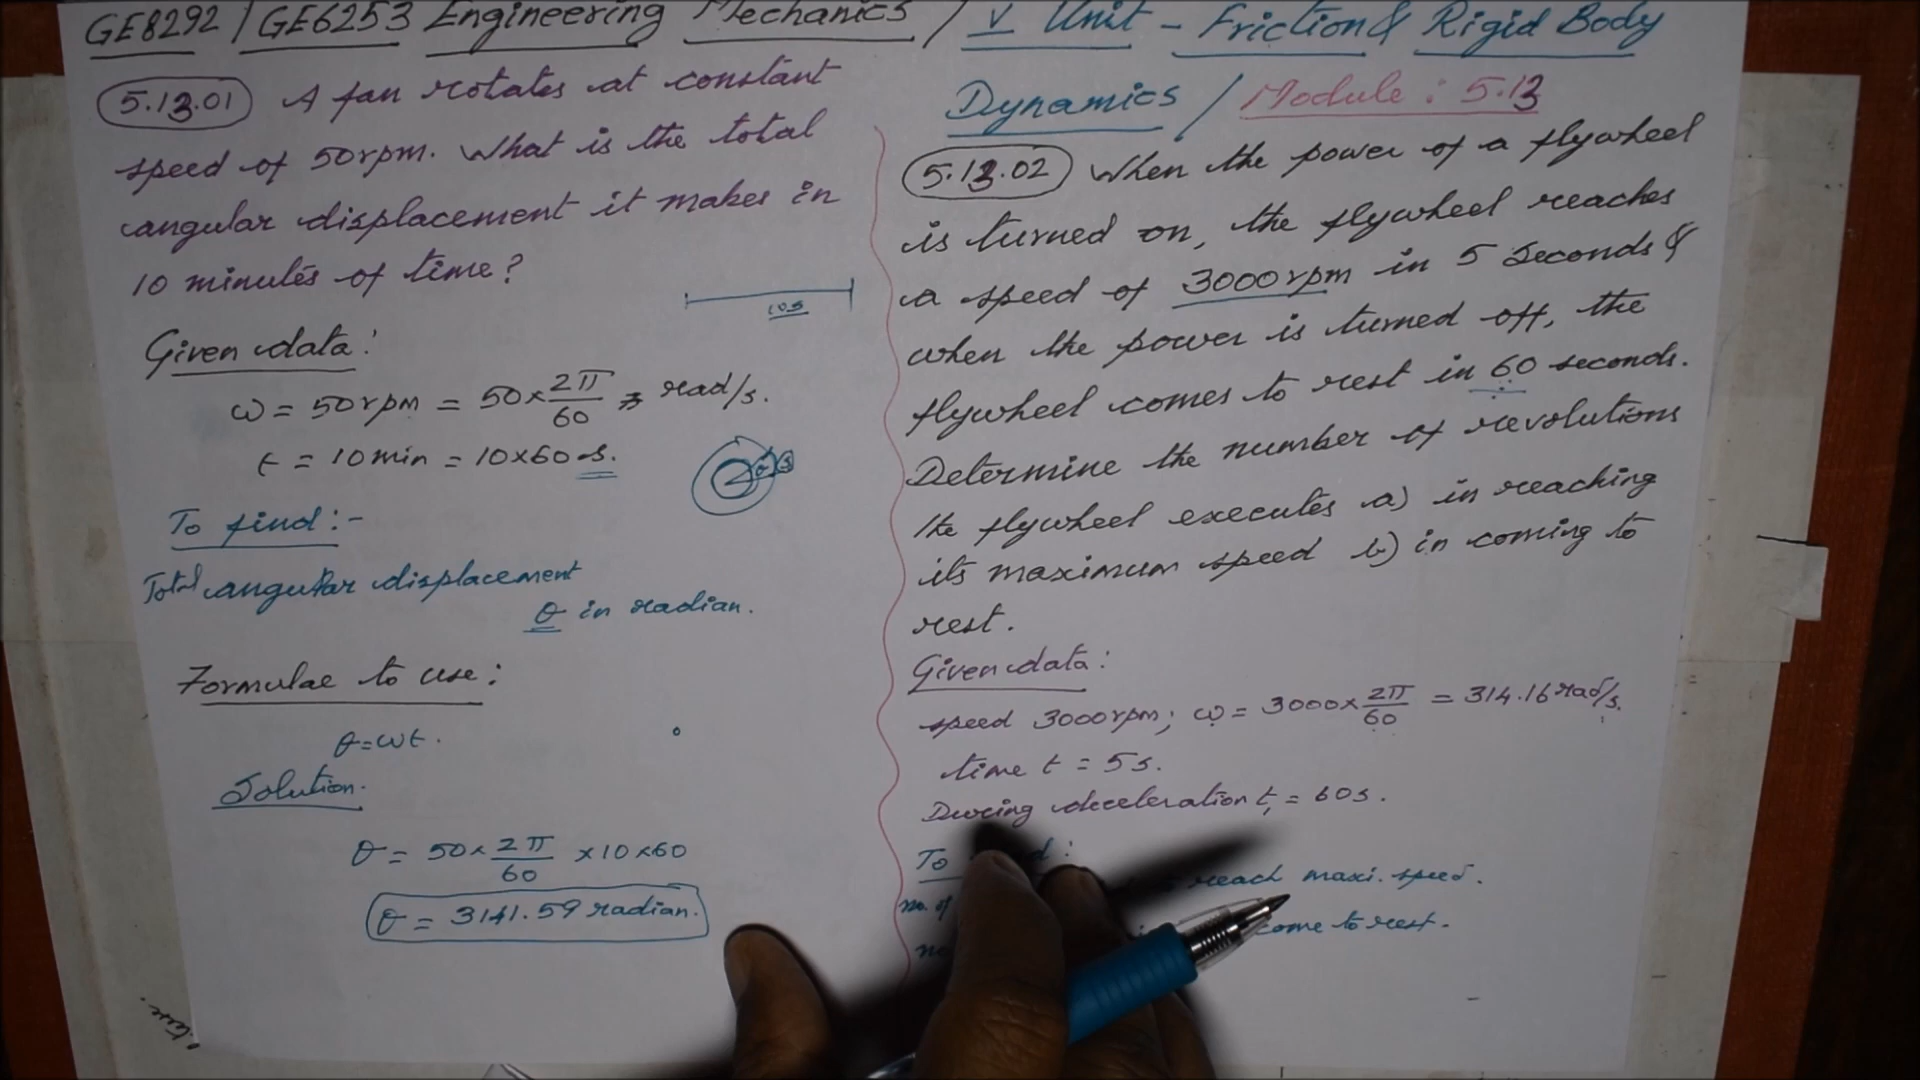 GE8292 / GE6253 Engineering Mechanics / V Unit - Friction & Rigid Body
Dynamics / Module : 5.13
5.13.01 A fan rotates at constant
speed of 50rpm. What is the total
angular displacement it makes in
10 minutes of time?
10s
Given data:
ω = 50rpm = 50×2π/60 = rad/s.
t = 10min = 10×60 s.
To find :-
Total angular displacement
θ in radian.
Formulae to use:
θ=ωt.
Solution.
θ = 50×2π/60 ×10×60
θ = 3141.59 radian.
5.13.02 When the power of a flywheel
is turned on, the flywheel reaches
a speed of 3000rpm in 5 seconds &
when the power is turned off, the
flywheel comes to rest in 60 seconds.
Determine the number of revolutions
the flywheel executes a) in reaching
its maximum speed b) in coming to
rest.
Given data:
speed 3000rpm; ω = 3000×2π/60 = 314.16 rad/s.
time t = 5s.
During deceleration t₁ = 60s.
To
no. of reach maxi. speed.
come to rest.